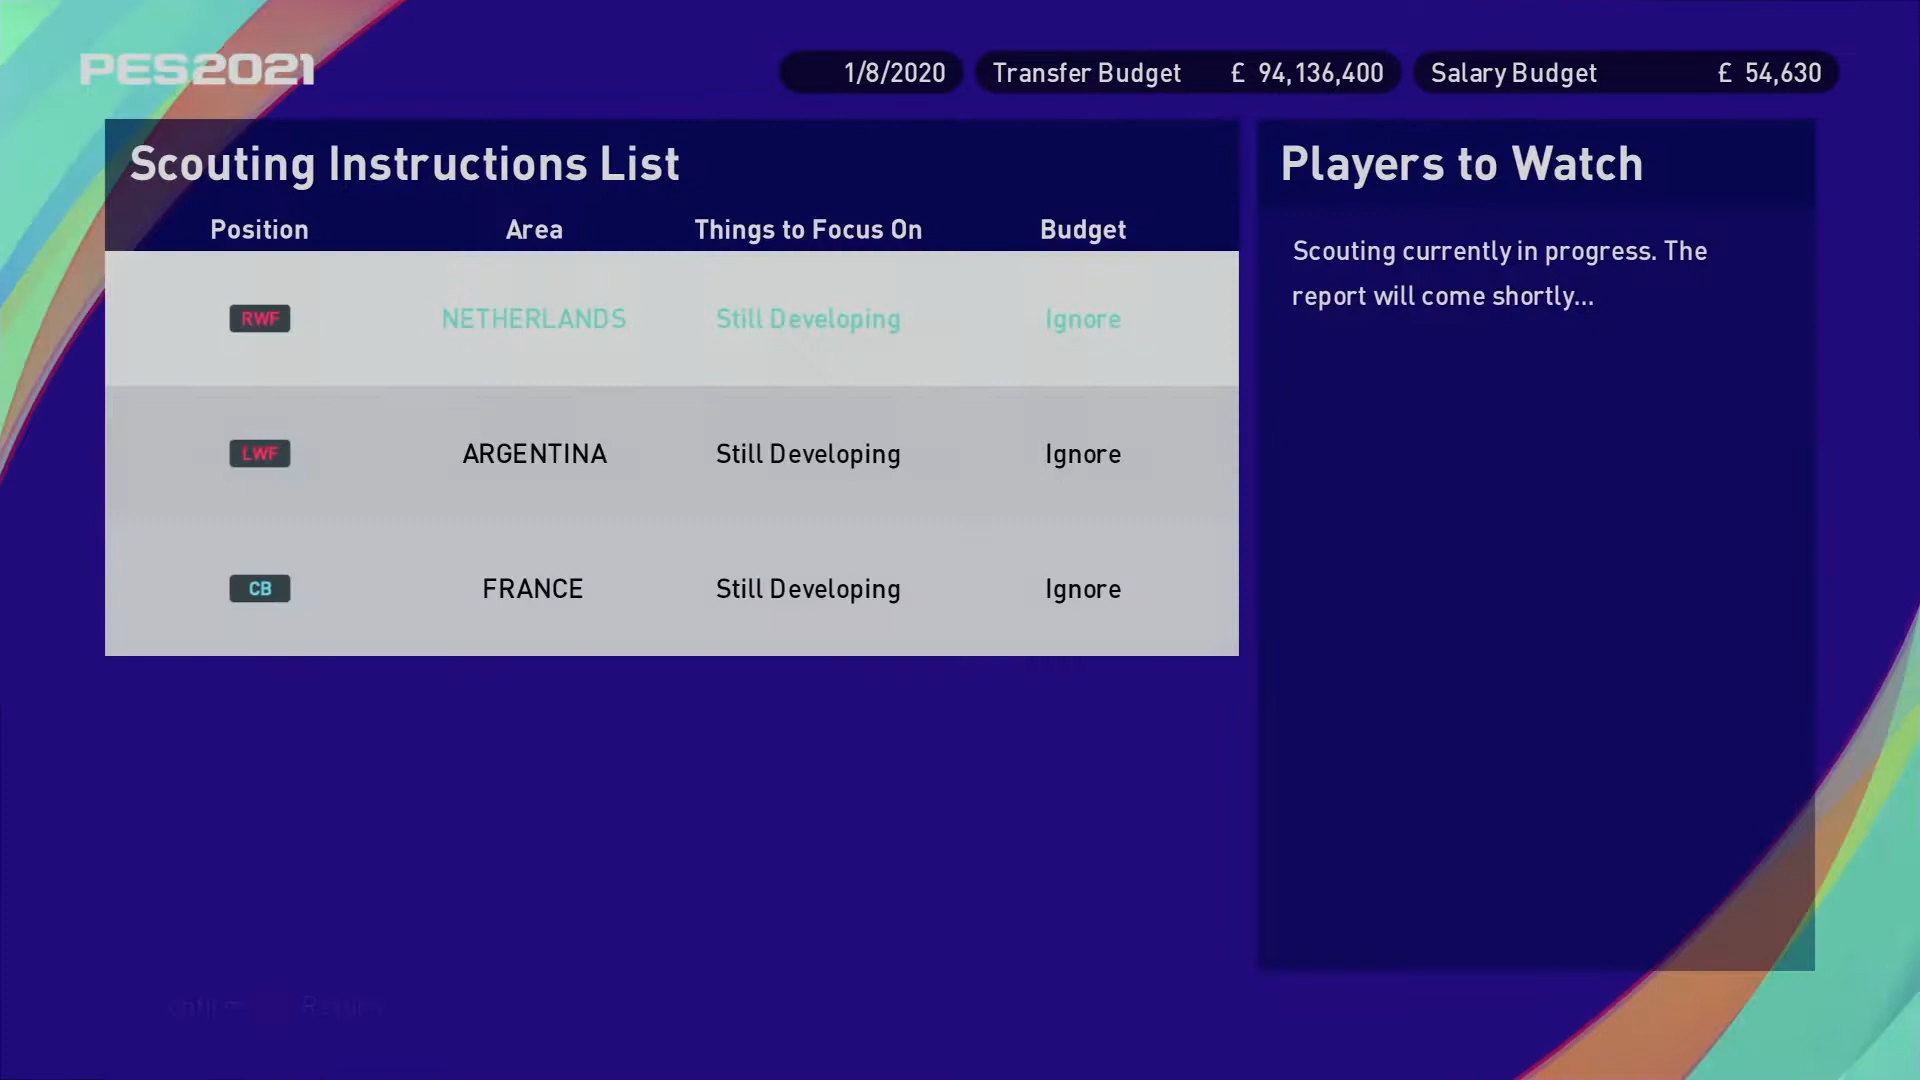 PES2021
1/8/2020 Transfer Budget £ 94,136,400 Salary Budget £ 54,630
Scouting Instructions List
Position Area Things to Focus On Budget
RWF NETHERLANDS Still Developing Ignore
LWF ARGENTINA Still Developing Ignore
CB FRANCE Still Developing Ignore
Players to Watch
Scouting currently in progress. The
report will come shortly...
Return